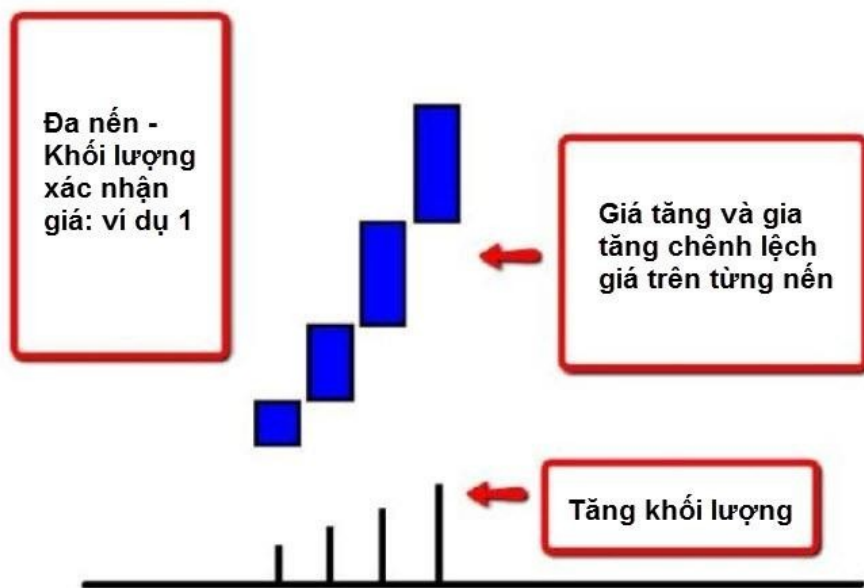 Đa nến -
Khối lượng
xác nhận
giá: ví dụ 1
Giá tăng và gia
tăng chênh lệch
giá trên từng nến
Tăng khối lượng